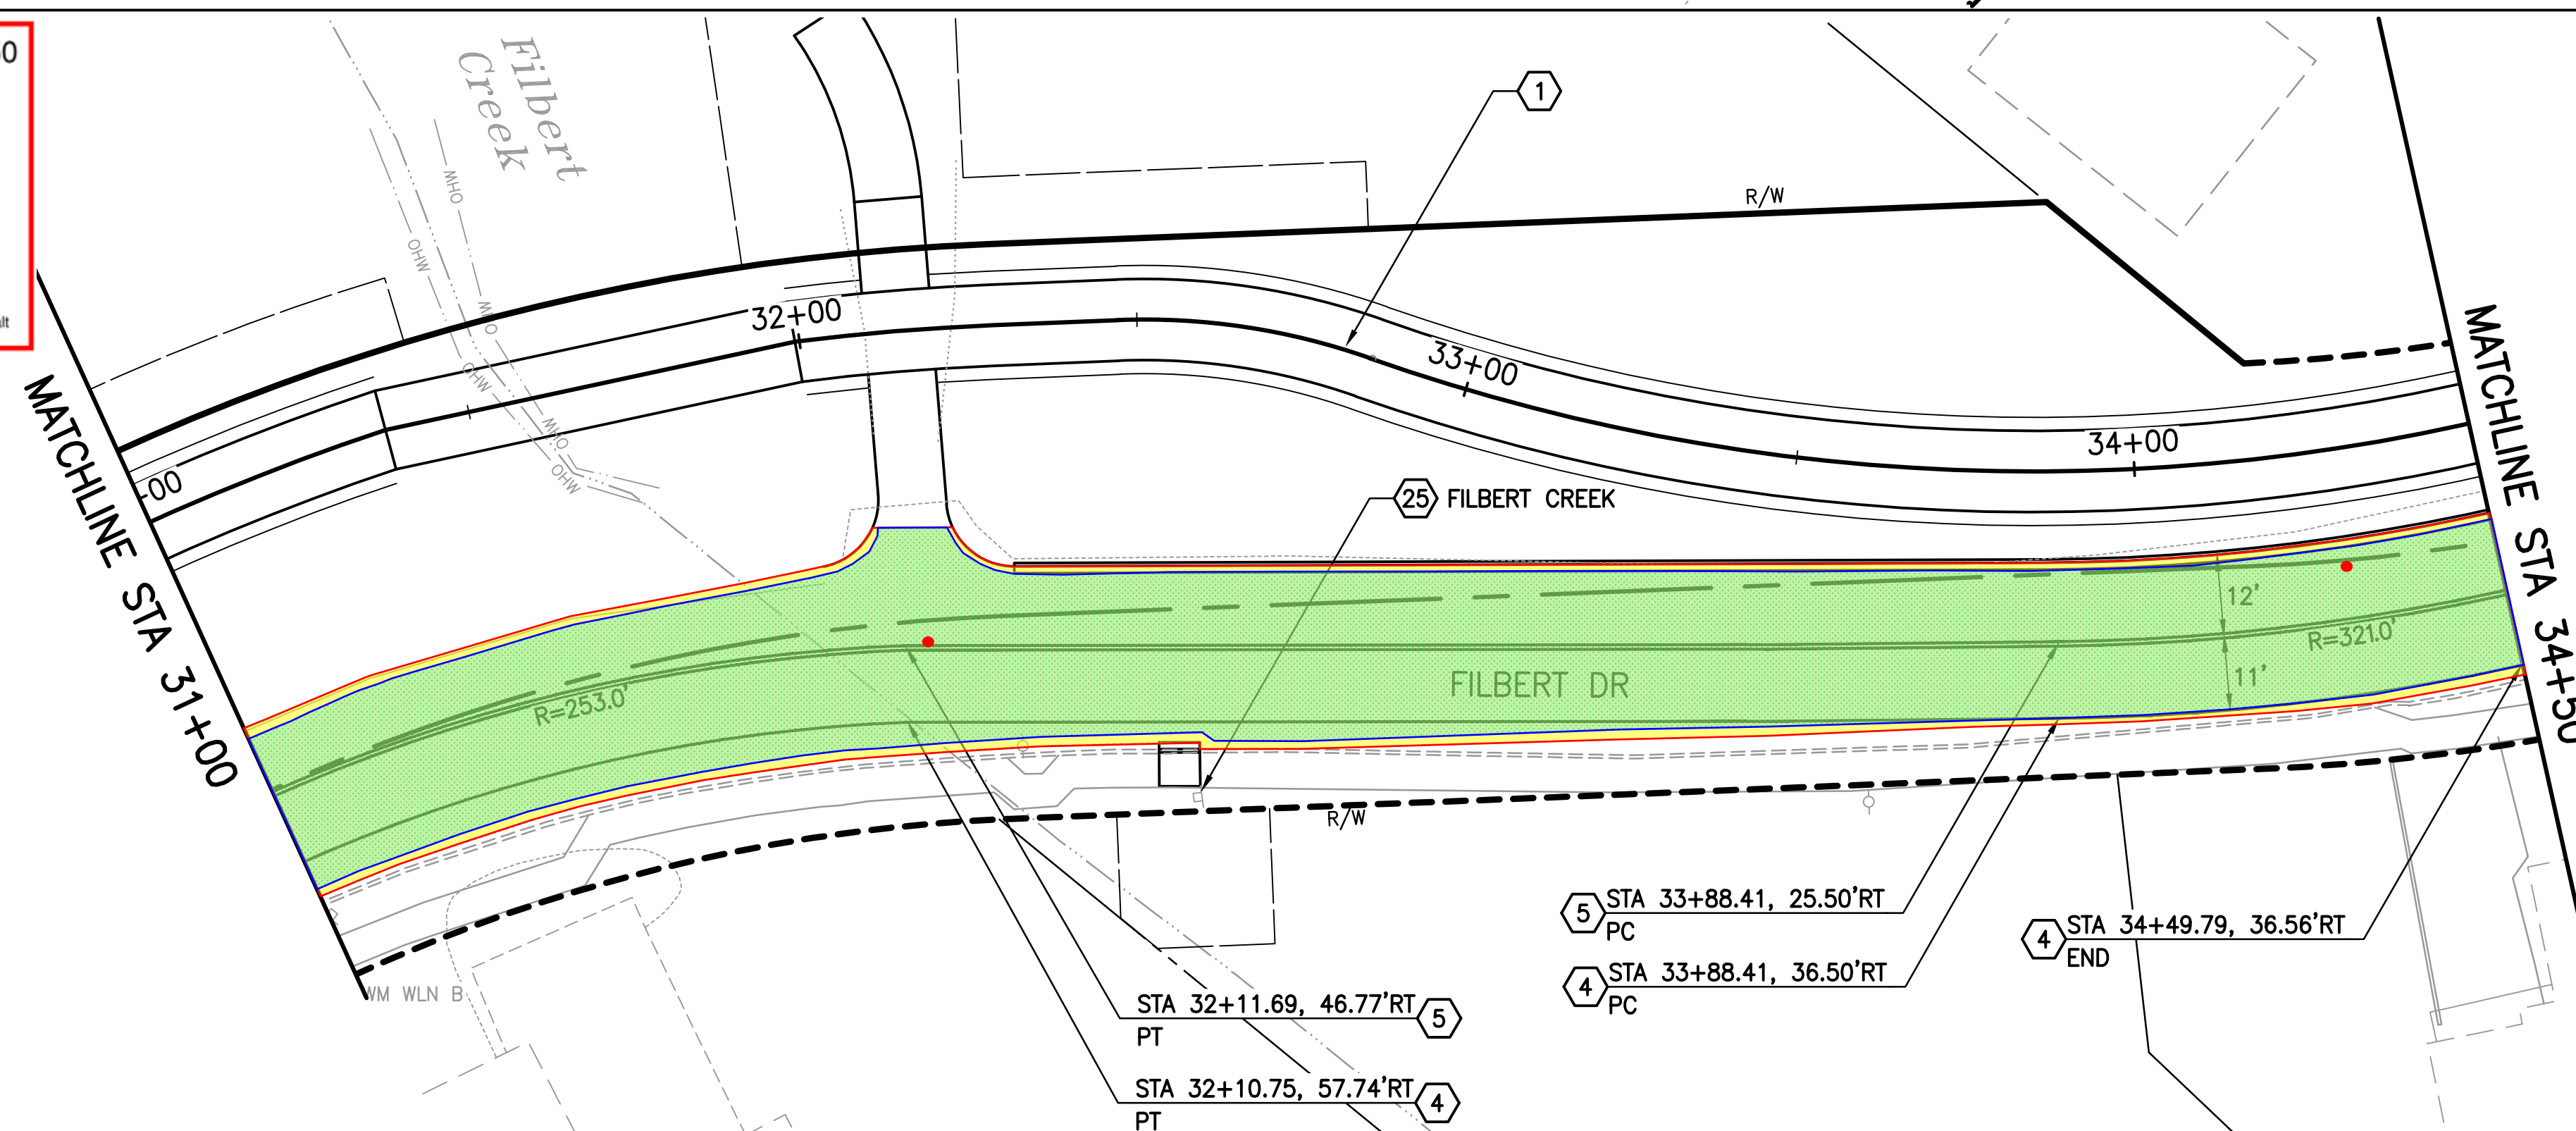 Filbert
Creek
1
R/W
OHW
OHW
OHW
OHW
OHW
OHW
32+00
33+00
34+00
-00
MATCHLINE STA 31+00
MATCHLINE STA 34+50
25 FILBERT CREEK
12'
R=321.0'
11'
FILBERT DR
R=253.0'
R/W
5 STA 33+88.41, 25.50'RT
PC
4 STA 33+88.41, 36.50'RT
PC
4 STA 34+49.79, 36.56'RT
END
WM WLN B
STA 32+11.69, 46.77'RT 5
PT
STA 32+10.75, 57.74'RT 4
PT